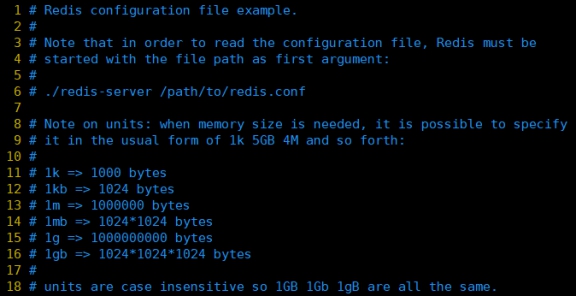 1 # Redis configuration file example.
2 #
3 # Note that in order to read the configuration file, Redis must be
4 # started with the file path as first argument:
5 #
6 # ./redis-server /path/to/redis.conf
7
8 # Note on units: when memory size is needed, it is possible to specify
9 # it in the usual form of 1k 5GB 4M and so forth:
10 #
11 # 1k => 1000 bytes
12 # 1kb => 1024 bytes
13 # 1m => 1000000 bytes
14 # 1mb => 1024*1024 bytes
15 # 1g => 1000000000 bytes
16 # 1gb => 1024*1024*1024 bytes
17 #
18 # units are case insensitive so 1GB 1Gb 1gB are all the same.